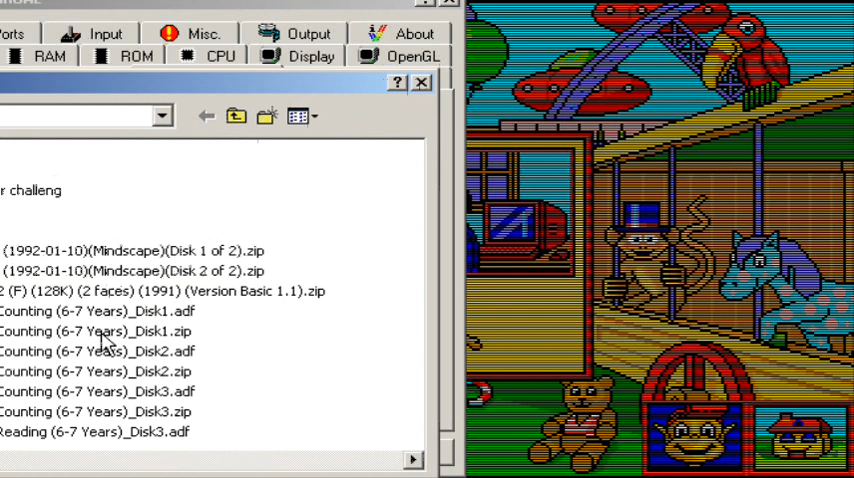 Input
Misc.
Output
About
RAM
ROM
CPU
Display
OpenGL
r challeng
(1992-01-10)(Mindscape)(Disk 1 of 2).zip
(1992-01-10)(Mindscape)(Disk 2 of 2).zip
2 (F) (128K) (2 faces) (1991) (Version Basic 1.1).zip
Counting (6-7 Years)_Disk1.adf
Counting (6-7 Years)_Disk1.zip
Counting (6-7 Years)_Disk2.adf
Counting (6-7 Years)_Disk2.zip
Counting (6-7 Years)_Disk3.adf
Counting (6-7 Years)_Disk3.zip
Reading (6-7 Years)_Disk3.adf